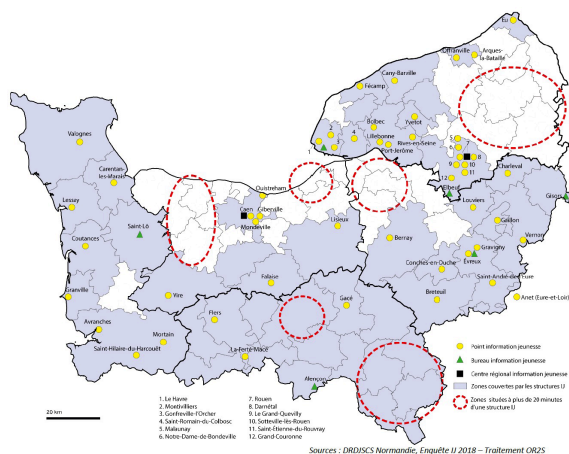 Eu
Offranville
Arques-
la-Bataille
Cany-Barville
Fécamp
Bolbec
Yvetot
Lillebonne
Rives-en-Seine
Port-Jérôme
1
2
3
4
5
6
7
8
9
10
11
12
Valognes
Carentan-
les-Marais
Lessay
Saint-Lô
Coutances
Granville
Avranches
Saint-Hilaire-du-Harcouët
Mortain
Vire
Ouistreham
Caen
Giberville
Mondeville
Lisieux
Falaise
Flers
La-Ferté-Macé
Gacé
Alençon
Elbeuf
Charleval
Gisors
Louviers
Gaillon
Vernon
Bernay
Gravigny
Évreux
Conches-en-Ouche
Saint-André-de-l'Eure
Breteuil
Anet (Eure-et-Loir)
Point information jeunesse
Bureau information jeunesse
Centre régional information jeunesse
Zones couvertes par les structures IJ
Zones situées à plus de 20 minutes
d'une structure IJ
1. Le Havre
2. Montivilliers
3. Gonfreville-l'Orcher
4. Saint-Romain-du-Colbosc
5. Malaunay
6. Notre-Dame-de-Bondeville
7. Rouen
8. Darnétal
9. Le Grand-Quevilly
10. Sotteville-lès-Rouen
11. Saint-Étienne-du-Rouvray
12. Grand-Couronne
20 km
Sources : DRDJSCS Normandie, Enquête IJ 2018 – Traitement OR2S